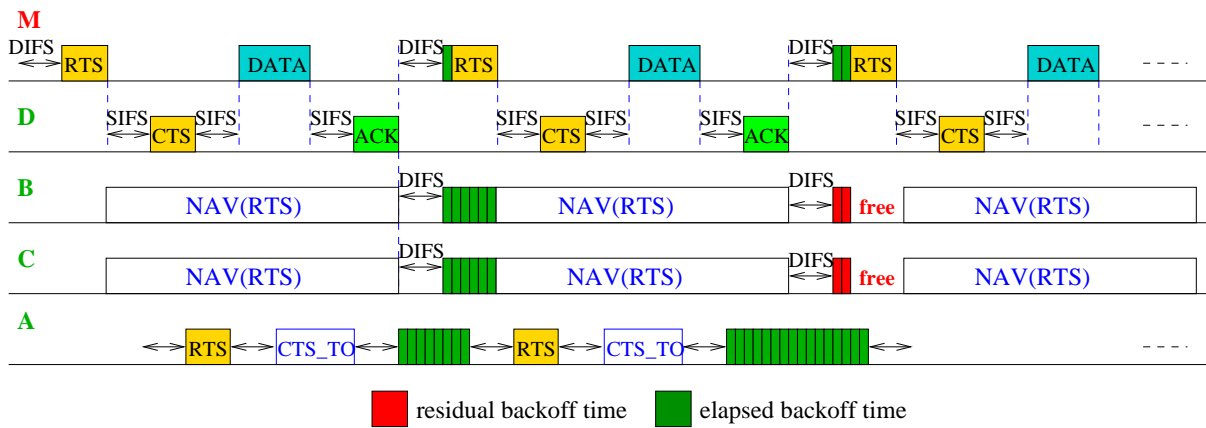 M
DIFS DIFS DIFS
RTS DATA RTS DATA RTS DATA
D
SIFS SIFS SIFS SIFS SIFS SIFS SIFS SIFS
CTS ACK CTS ACK CTS
B
DIFS DIFS
NAV(RTS) NAV(RTS) free NAV(RTS)
C
DIFS DIFS
NAV(RTS) NAV(RTS) free NAV(RTS)
A
RTS CTS_TO RTS CTS_TO
residual backoff time elapsed backoff time